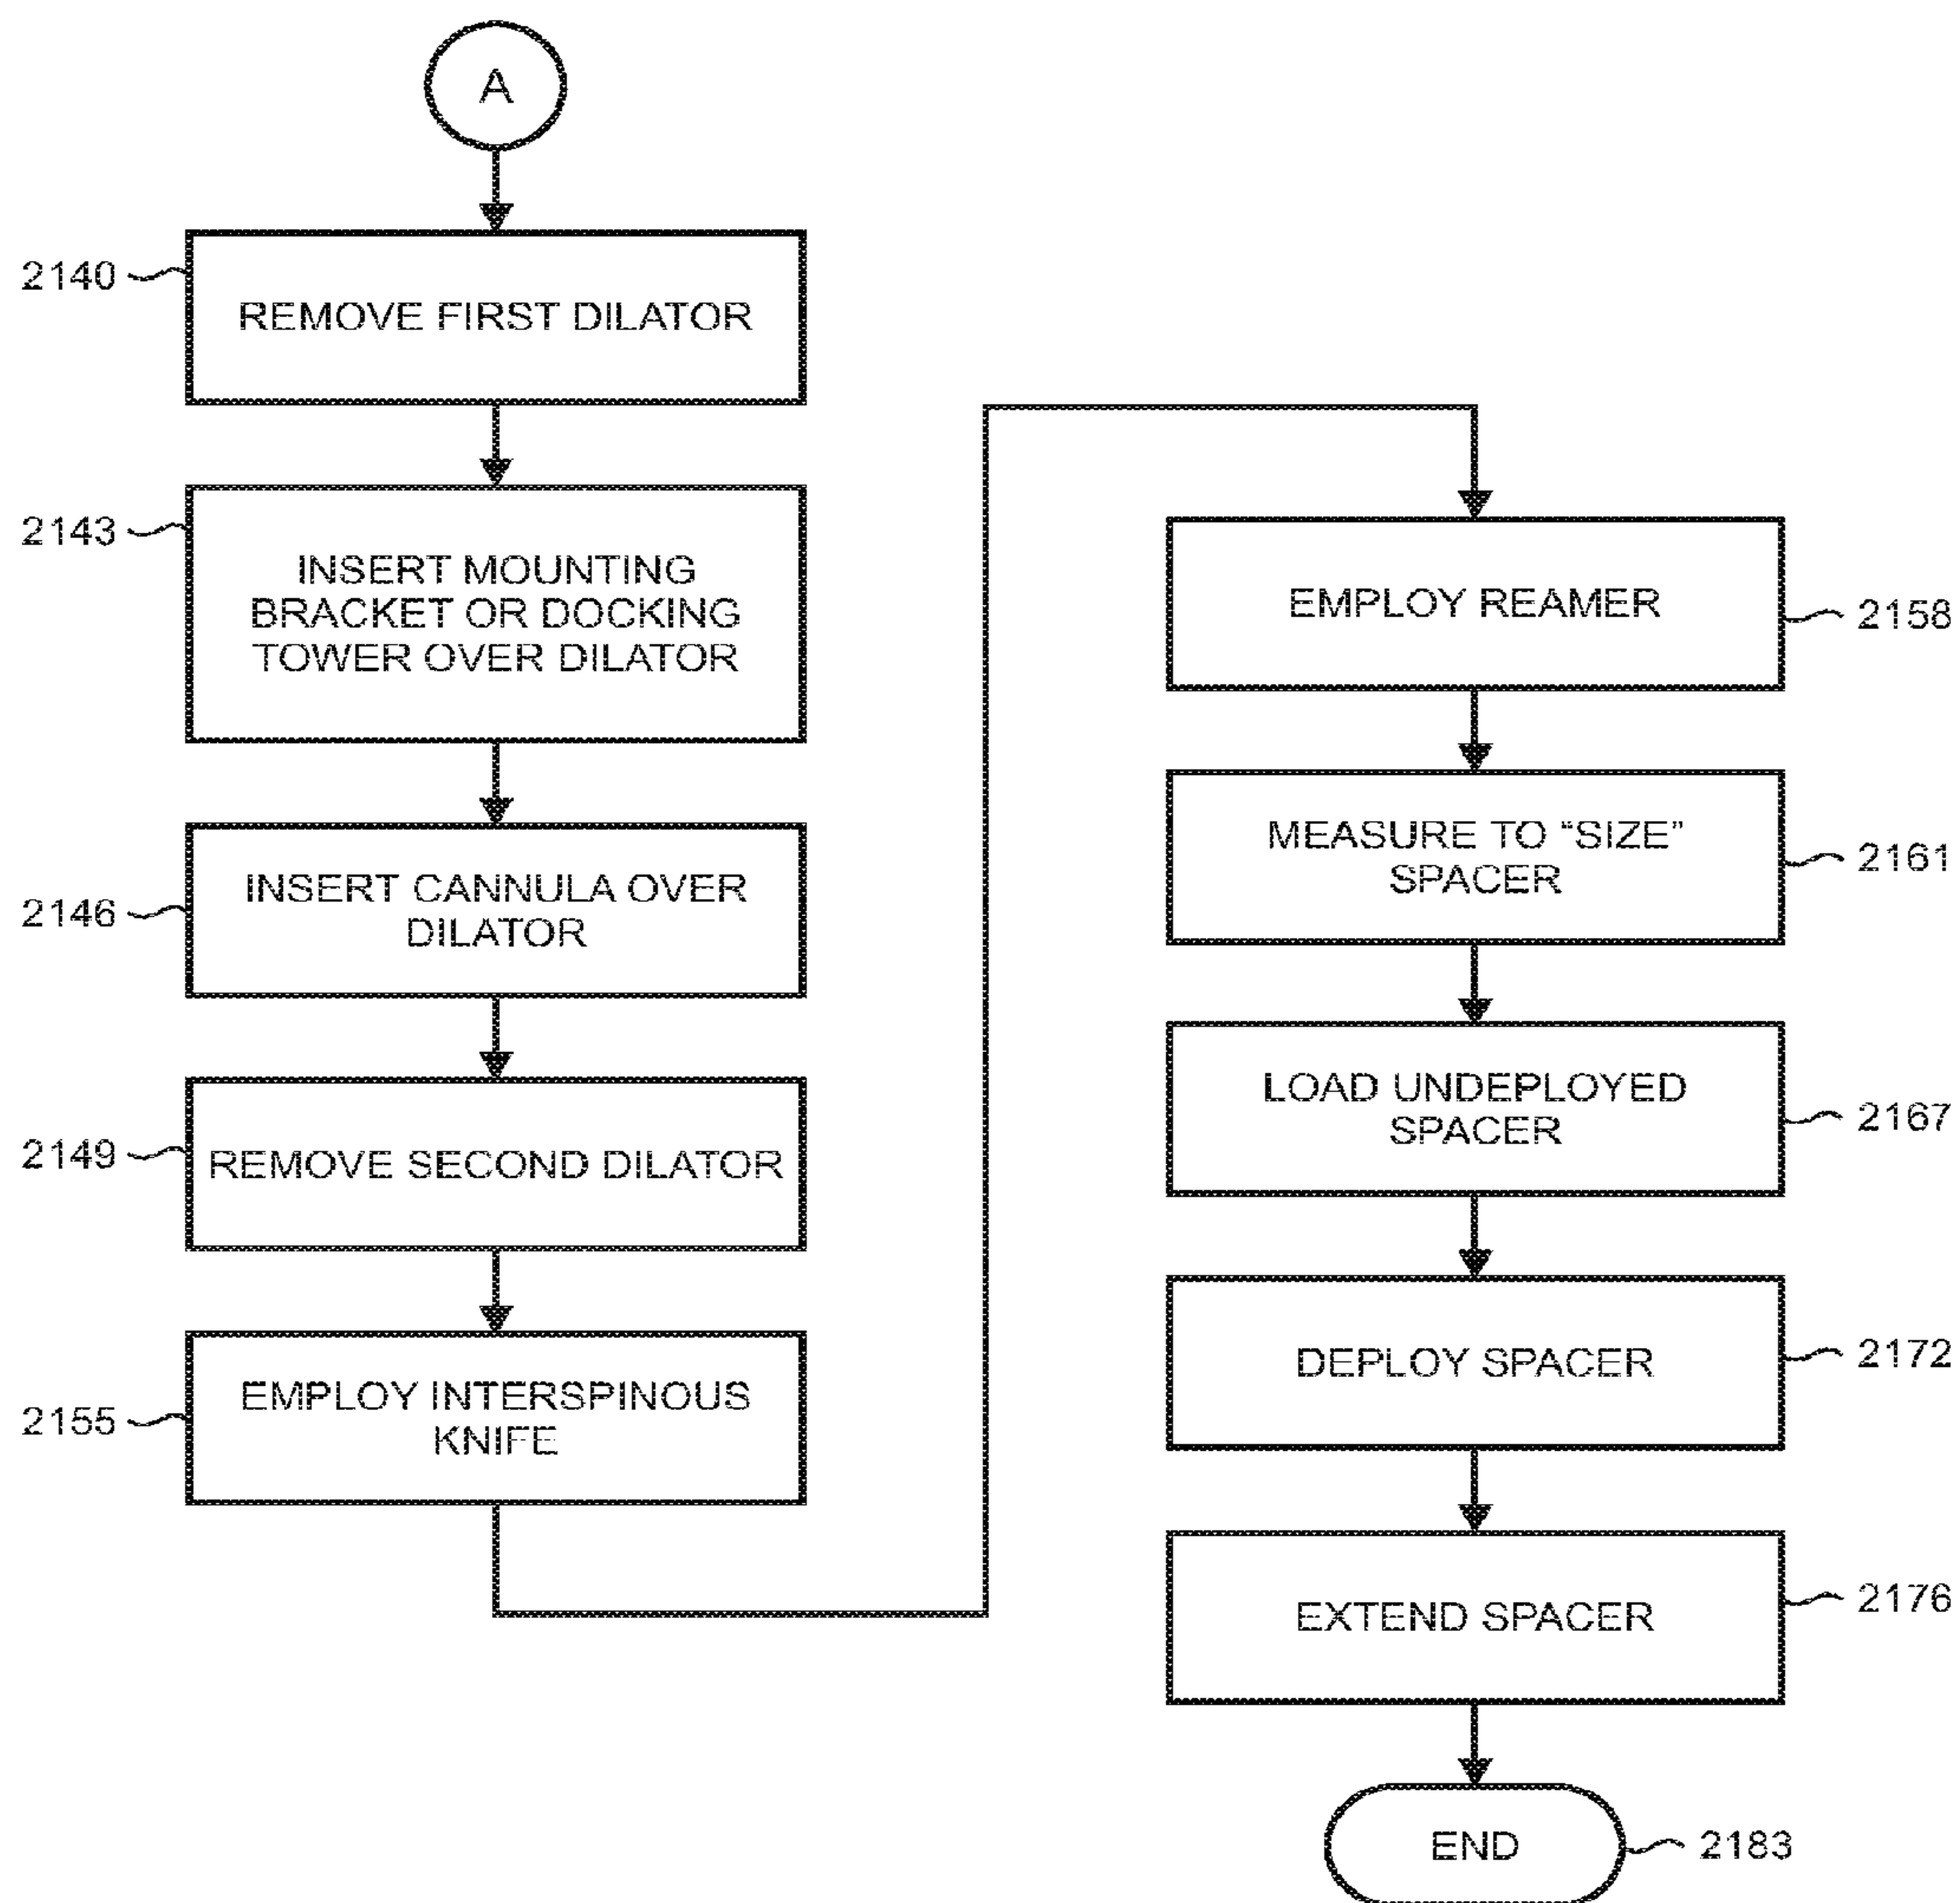 A
2140
REMOVE FIRST DILATOR
2143
INSERT MOUNTING
BRACKET OR DOCKING
TOWER OVER DILATOR
2146
INSERT CANNULA OVER
DILATOR
2149
REMOVE SECOND DILATOR
2155
EMPLOY INTERSPINOUS
KNIFE
EMPLOY REAMER
2158
MEASURE TO “SIZE”
SPACER
2161
LOAD UNDEPLOYED
SPACER
2167
DEPLOY SPACER
2172
EXTEND SPACER
2176
END
2183